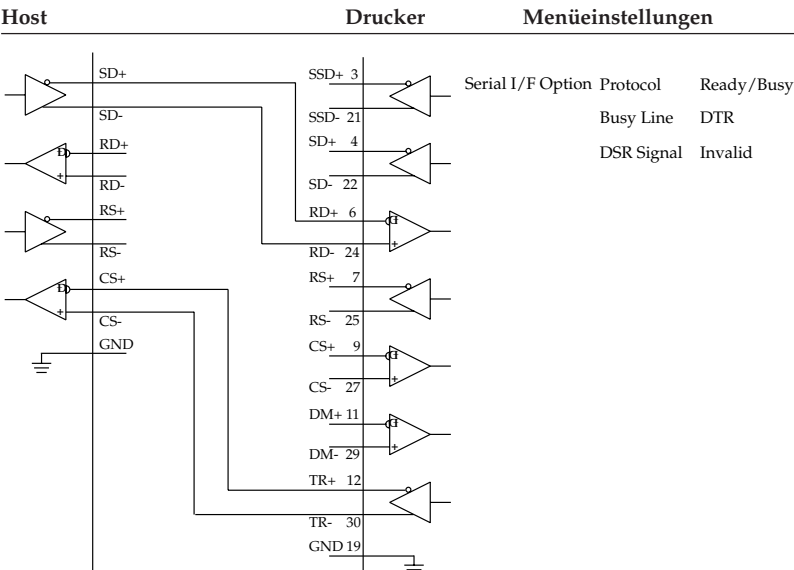 Host Drucker Menüeinstellungen
SD+
SD-
RD+
RD-
RS+
RS-
CS+
CS-
GND
SSD+ 3
SSD- 21
SD+ 4
SD- 22
RD+ 6
RD- 24
RS+ 7
RS- 25
CS+ 9
CS- 27
DM+ 11
DM- 29
TR+ 12
TR- 30
GND 19
Serial I/F Option Protocol Ready/Busy
Busy Line DTR
DSR Signal Invalid